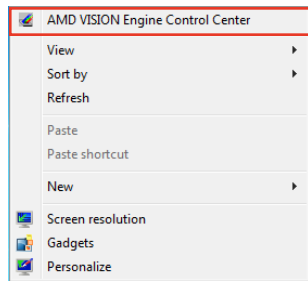 AMD VISION Engine Control Center
View
Sort by
Refresh
Paste
Paste shortcut
New
Screen resolution
Gadgets
Personalize